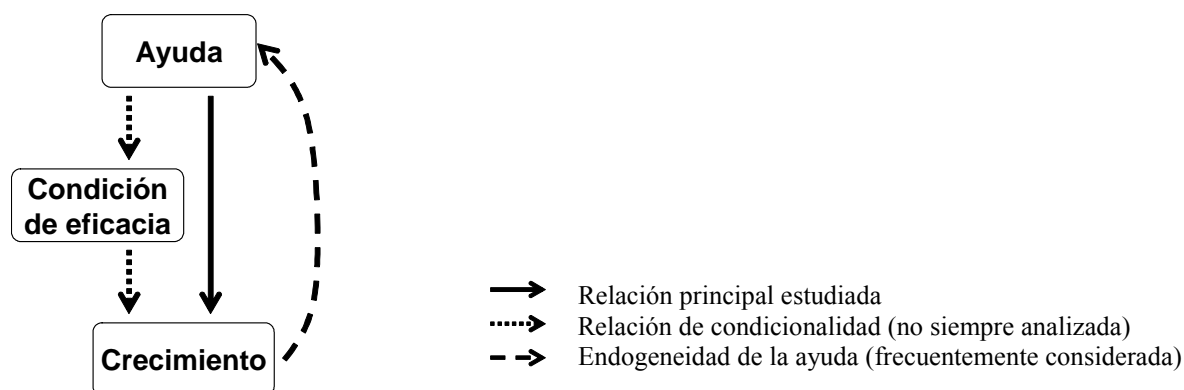 Ayuda
Condición
de eficacia
Crecimiento
Relación principal estudiada
Relación de condicionalidad (no siempre analizada)
Endogeneidad de la ayuda (frecuentemente considerada)